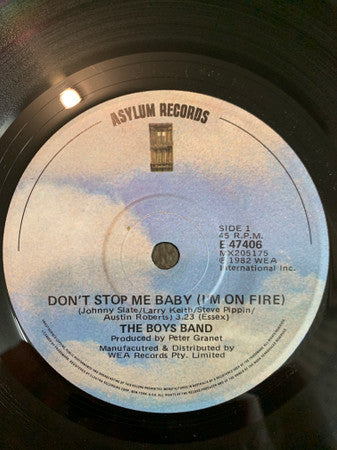 ASYLUM RECORDS
SIDE 1
45 R.P.M.
E 47406
MX205175
℗ 1982 WEA
International Inc.
DON'T STOP ME BABY (I'M ON FIRE)
(Johnny Slate/Larry Keith/Steve Pippin/
Austin Roberts) 3.23 (Essex)
THE BOYS BAND
Produced by Peter Granet
Manufacutred & Distributed by
WEA Records Pty. Limited